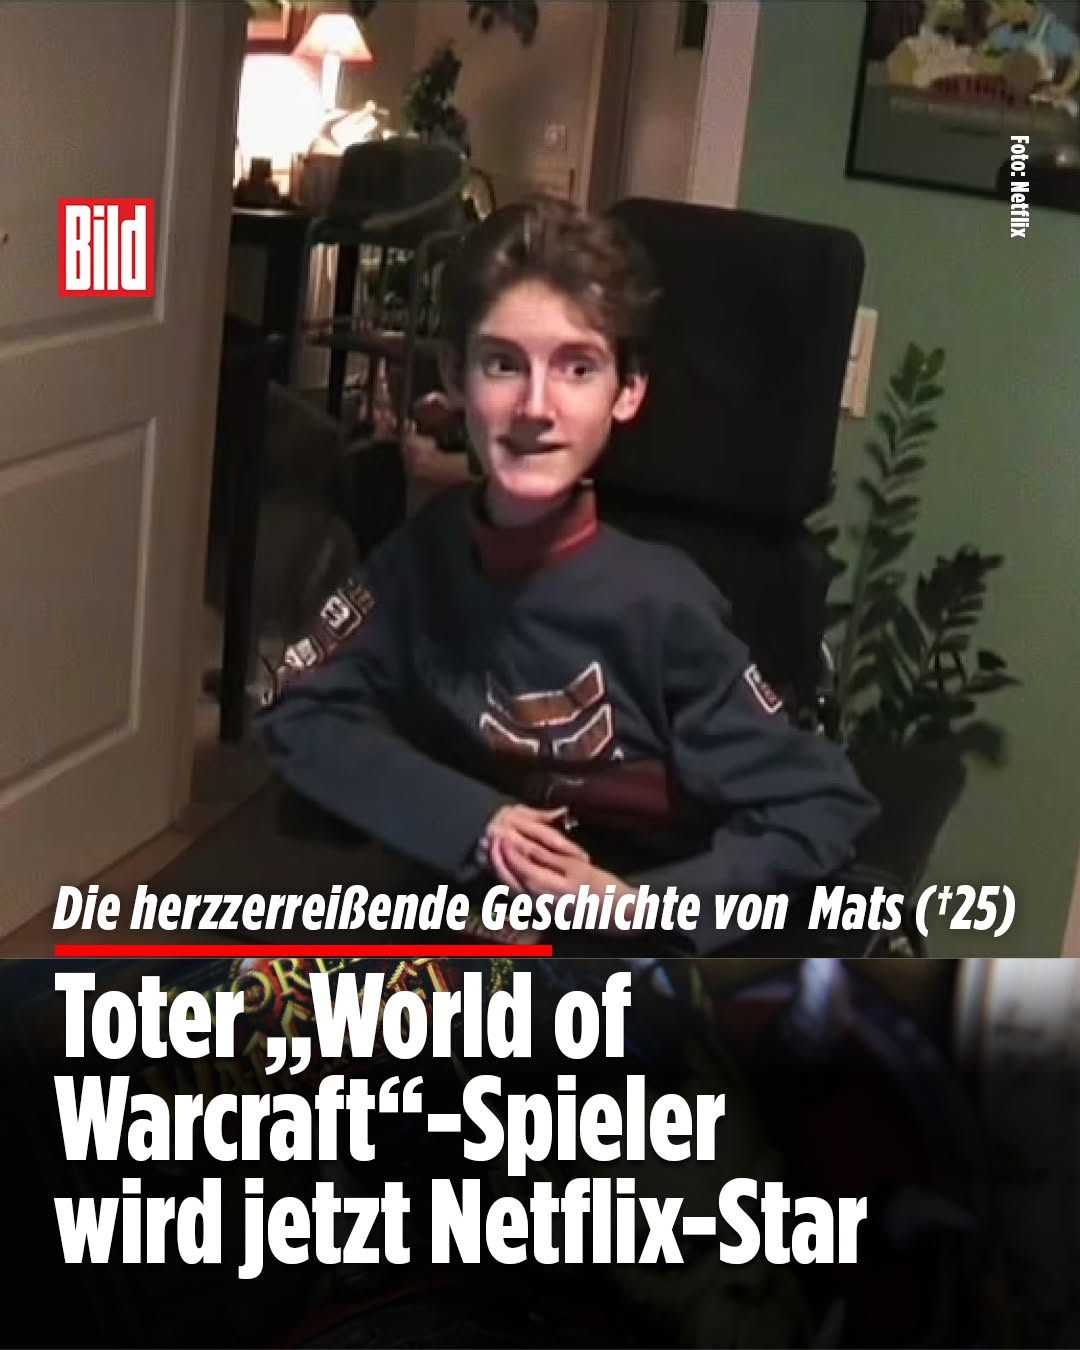 Foto: Netflix
Bild
Die herzzerreißende Geschichte von Mats (†25)
Toter „World of
Warcraft“-Spieler
wird jetzt Netflix-Star